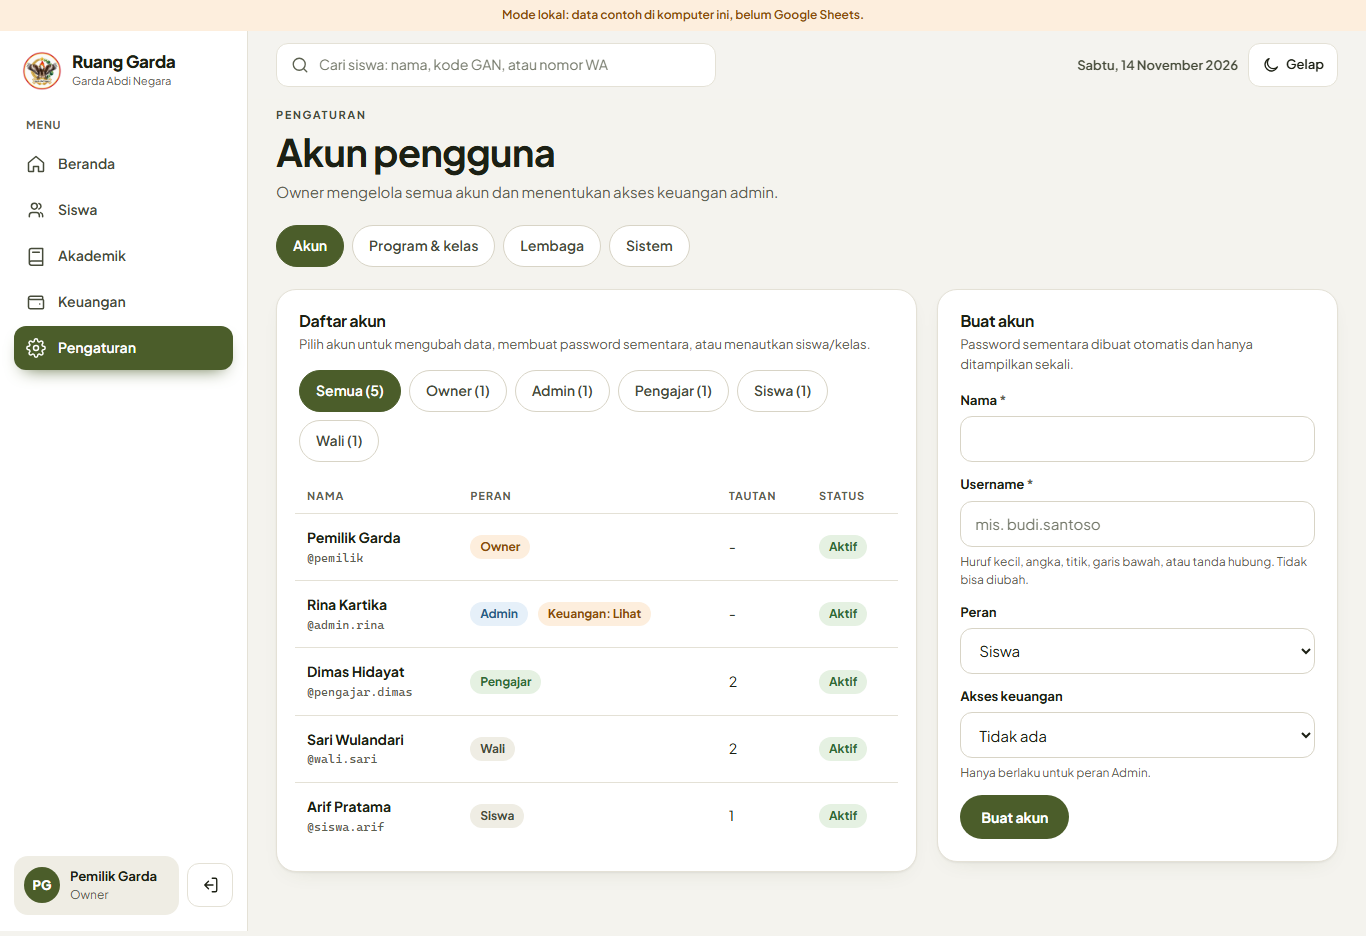 Mode lokal: data contoh di komputer ini, belum Google Sheets.
Ruang Garda
Garda Abdi Negara
MENU
Beranda
Siswa
Akademik
Keuangan
Pengaturan
PG
Pemilik Garda
Owner
Cari siswa: nama, kode GAN, atau nomor WA
Sabtu, 14 November 2026
Gelap
PENGATURAN
Akun pengguna
Owner mengelola semua akun dan menentukan akses keuangan admin.
Akun
Program & kelas
Lembaga
Sistem
Daftar akun
Pilih akun untuk mengubah data, membuat password sementara, atau menautkan siswa/kelas.
Semua (5)
Owner (1)
Admin (1)
Pengajar (1)
Siswa (1)
Wali (1)
NAMA PERAN TAUTAN STATUS
Pemilik Garda
@pemilik
Owner - Aktif
Rina Kartika
@admin.rina
Admin Keuangan: Lihat - Aktif
Dimas Hidayat
@pengajar.dimas
Pengajar 2 Aktif
Sari Wulandari
@wali.sari
Wali 2 Aktif
Arif Pratama
@siswa.arif
Siswa 1 Aktif
Buat akun
Password sementara dibuat otomatis dan hanya
ditampilkan sekali.
Nama *
Username *
mis. budi.santoso
Huruf kecil, angka, titik, garis bawah, atau tanda hubung. Tidak
bisa diubah.
Peran
Siswa
Akses keuangan
Tidak ada
Hanya berlaku untuk peran Admin.
Buat akun